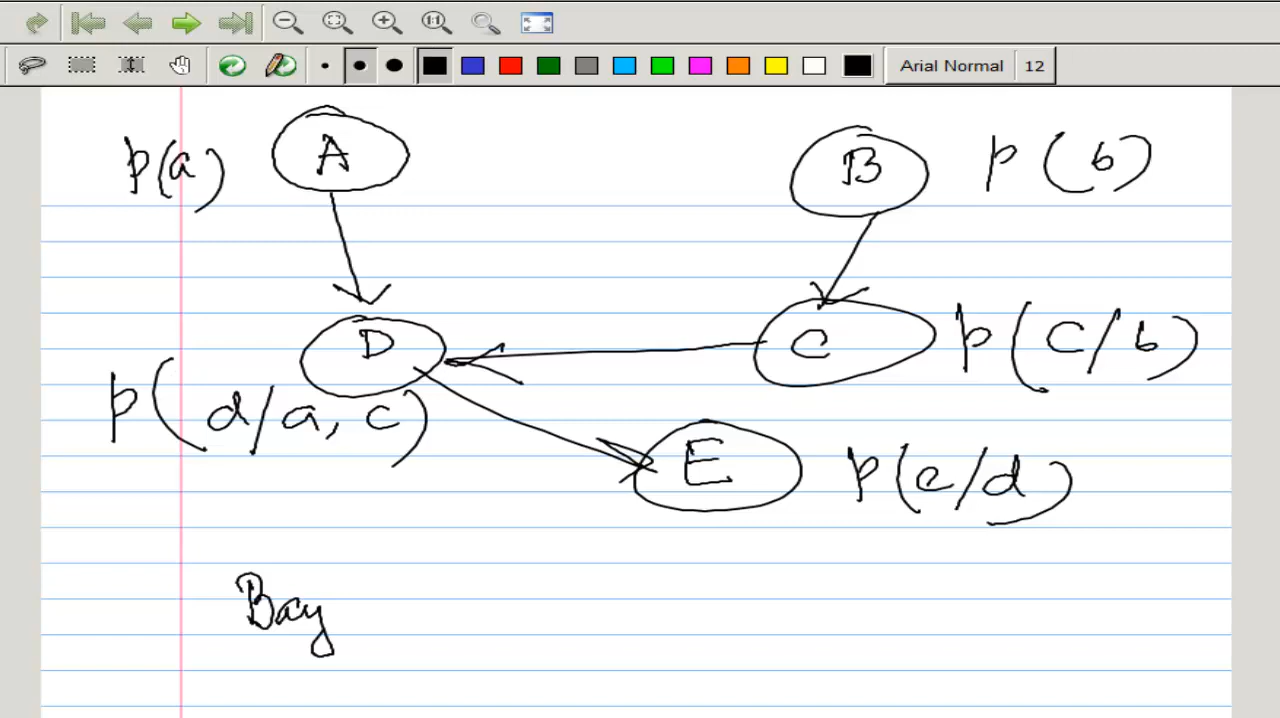 Arial Normal 12
p(a) A B p(b)
D C p(c/b)
p(d/a, c)
E p(e/d)
Bay